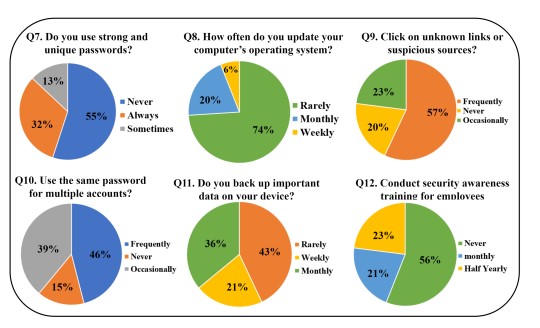 Q7. Do you use strong and
unique passwords?
13%
55%
32%
Never
Always
Sometimes
Q8. How often do you update your
computer's operating system?
6%
20%
74%
Rarely
Monthly
Weekly
Q9. Click on unknown links or
suspicious sources?
23%
57%
20%
Frequently
Never
Occasionally
Q10. Use the same password
for multiple accounts?
39%
46%
15%
Frequently
Never
Occasionally
Q11. Do you back up important
data on your device?
36%
43%
21%
Rarely
Weekly
Monthly
Q12. Conduct security awareness
training for employees
23%
56%
21%
Never
monthly
Half Yearly